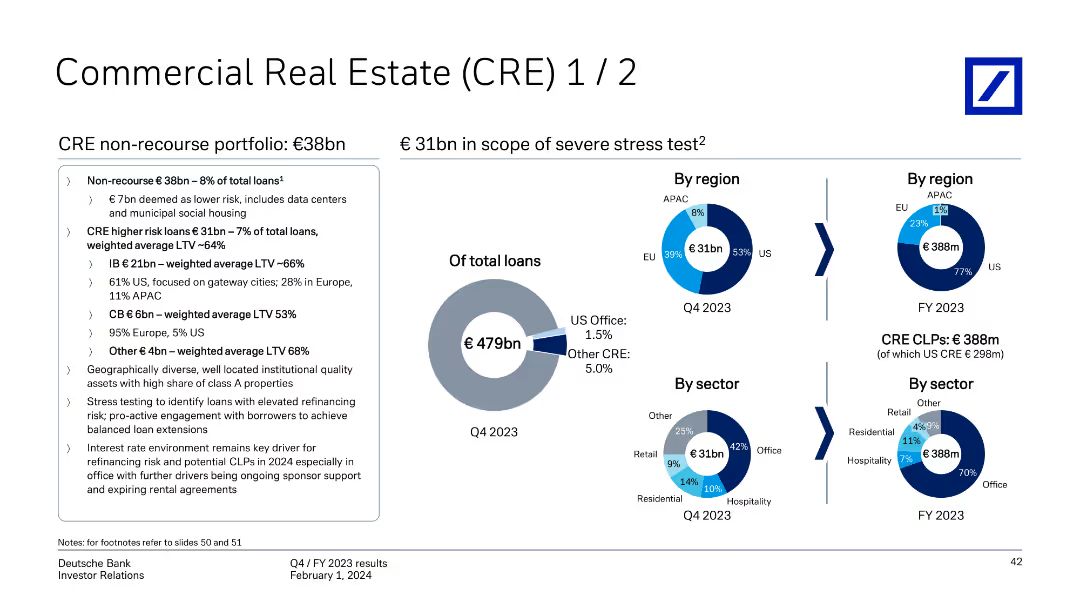 Commercial Real Estate (CRE) 1 / 2
CRE non-recourse portfolio: €38bn
〉 Non-recourse € 38bn – 8% of total loans¹
〉 € 7bn deemed as lower risk, includes data centers
and municipal social housing
〉 CRE higher risk loans € 31bn – 7% of total loans,
weighted average LTV ~64%
〉 IB € 21bn – weighted average LTV ~66%
〉 61% US, focused on gateway cities; 28% in Europe,
11% APAC
〉 CB € 6bn – weighted average LTV 53%
〉 95% Europe, 5% US
〉 Other € 4bn – weighted average LTV 68%
〉 Geographically diverse, well located institutional quality
assets with high share of class A properties
〉 Stress testing to identify loans with elevated refinancing
risk; pro-active engagement with borrowers to achieve
balanced loan extensions
〉 Interest rate environment remains key driver for
refinancing risk and potential CLPs in 2024 especially in
office with further drivers being ongoing sponsor support
and expiring rental agreements
€ 31bn in scope of severe stress test²
Of total loans
€ 479bn
US Office:
1.5%
Other CRE:
5.0%
Q4 2023
By region
APAC
8%
EU
39%
€ 31bn
53%
US
Q4 2023
By region
APAC
1%
EU
23%
€ 388m
77%
US
FY 2023
CRE CLPs: € 388m
(of which US CRE € 298m)
By sector
Other
25%
42%
Office
€ 31bn
Retail
9%
14%
10%
Residential
Hospitality
Q4 2023
By sector
Other
Retail
4%
9%
Residential
11%
€ 388m
Hospitality
7%
70%
Office
FY 2023
Notes: for footnotes refer to slides 50 and 51
Deutsche Bank
Investor Relations
Q4 / FY 2023 results
February 1, 2024
42